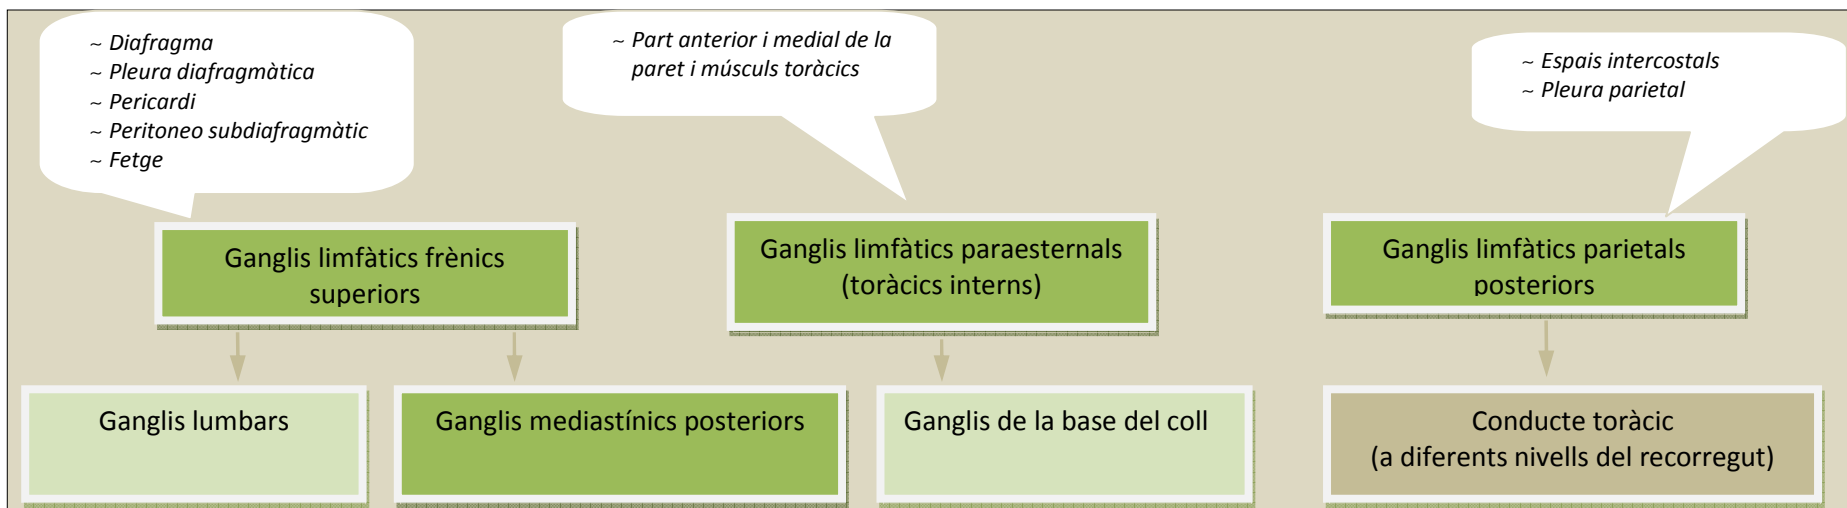 ~ Diafragma
~ Pleura diafragmàtica
~ Pericardi
~ Peritoneo subdiafragmàtic
~ Fetge
~ Part anterior i medial de la
paret i músculs toràcics
~ Espais intercostals
~ Pleura parietal
Ganglis limfàtics frènics
superiors
Ganglis limfàtics paraesternals
(toràcics interns)
Ganglis limfàtics parietals
posteriors
Ganglis lumbars
Ganglis mediastínics posteriors
Ganglis de la base del coll
Conducte toràcic
(a diferents nivells del recorregut)